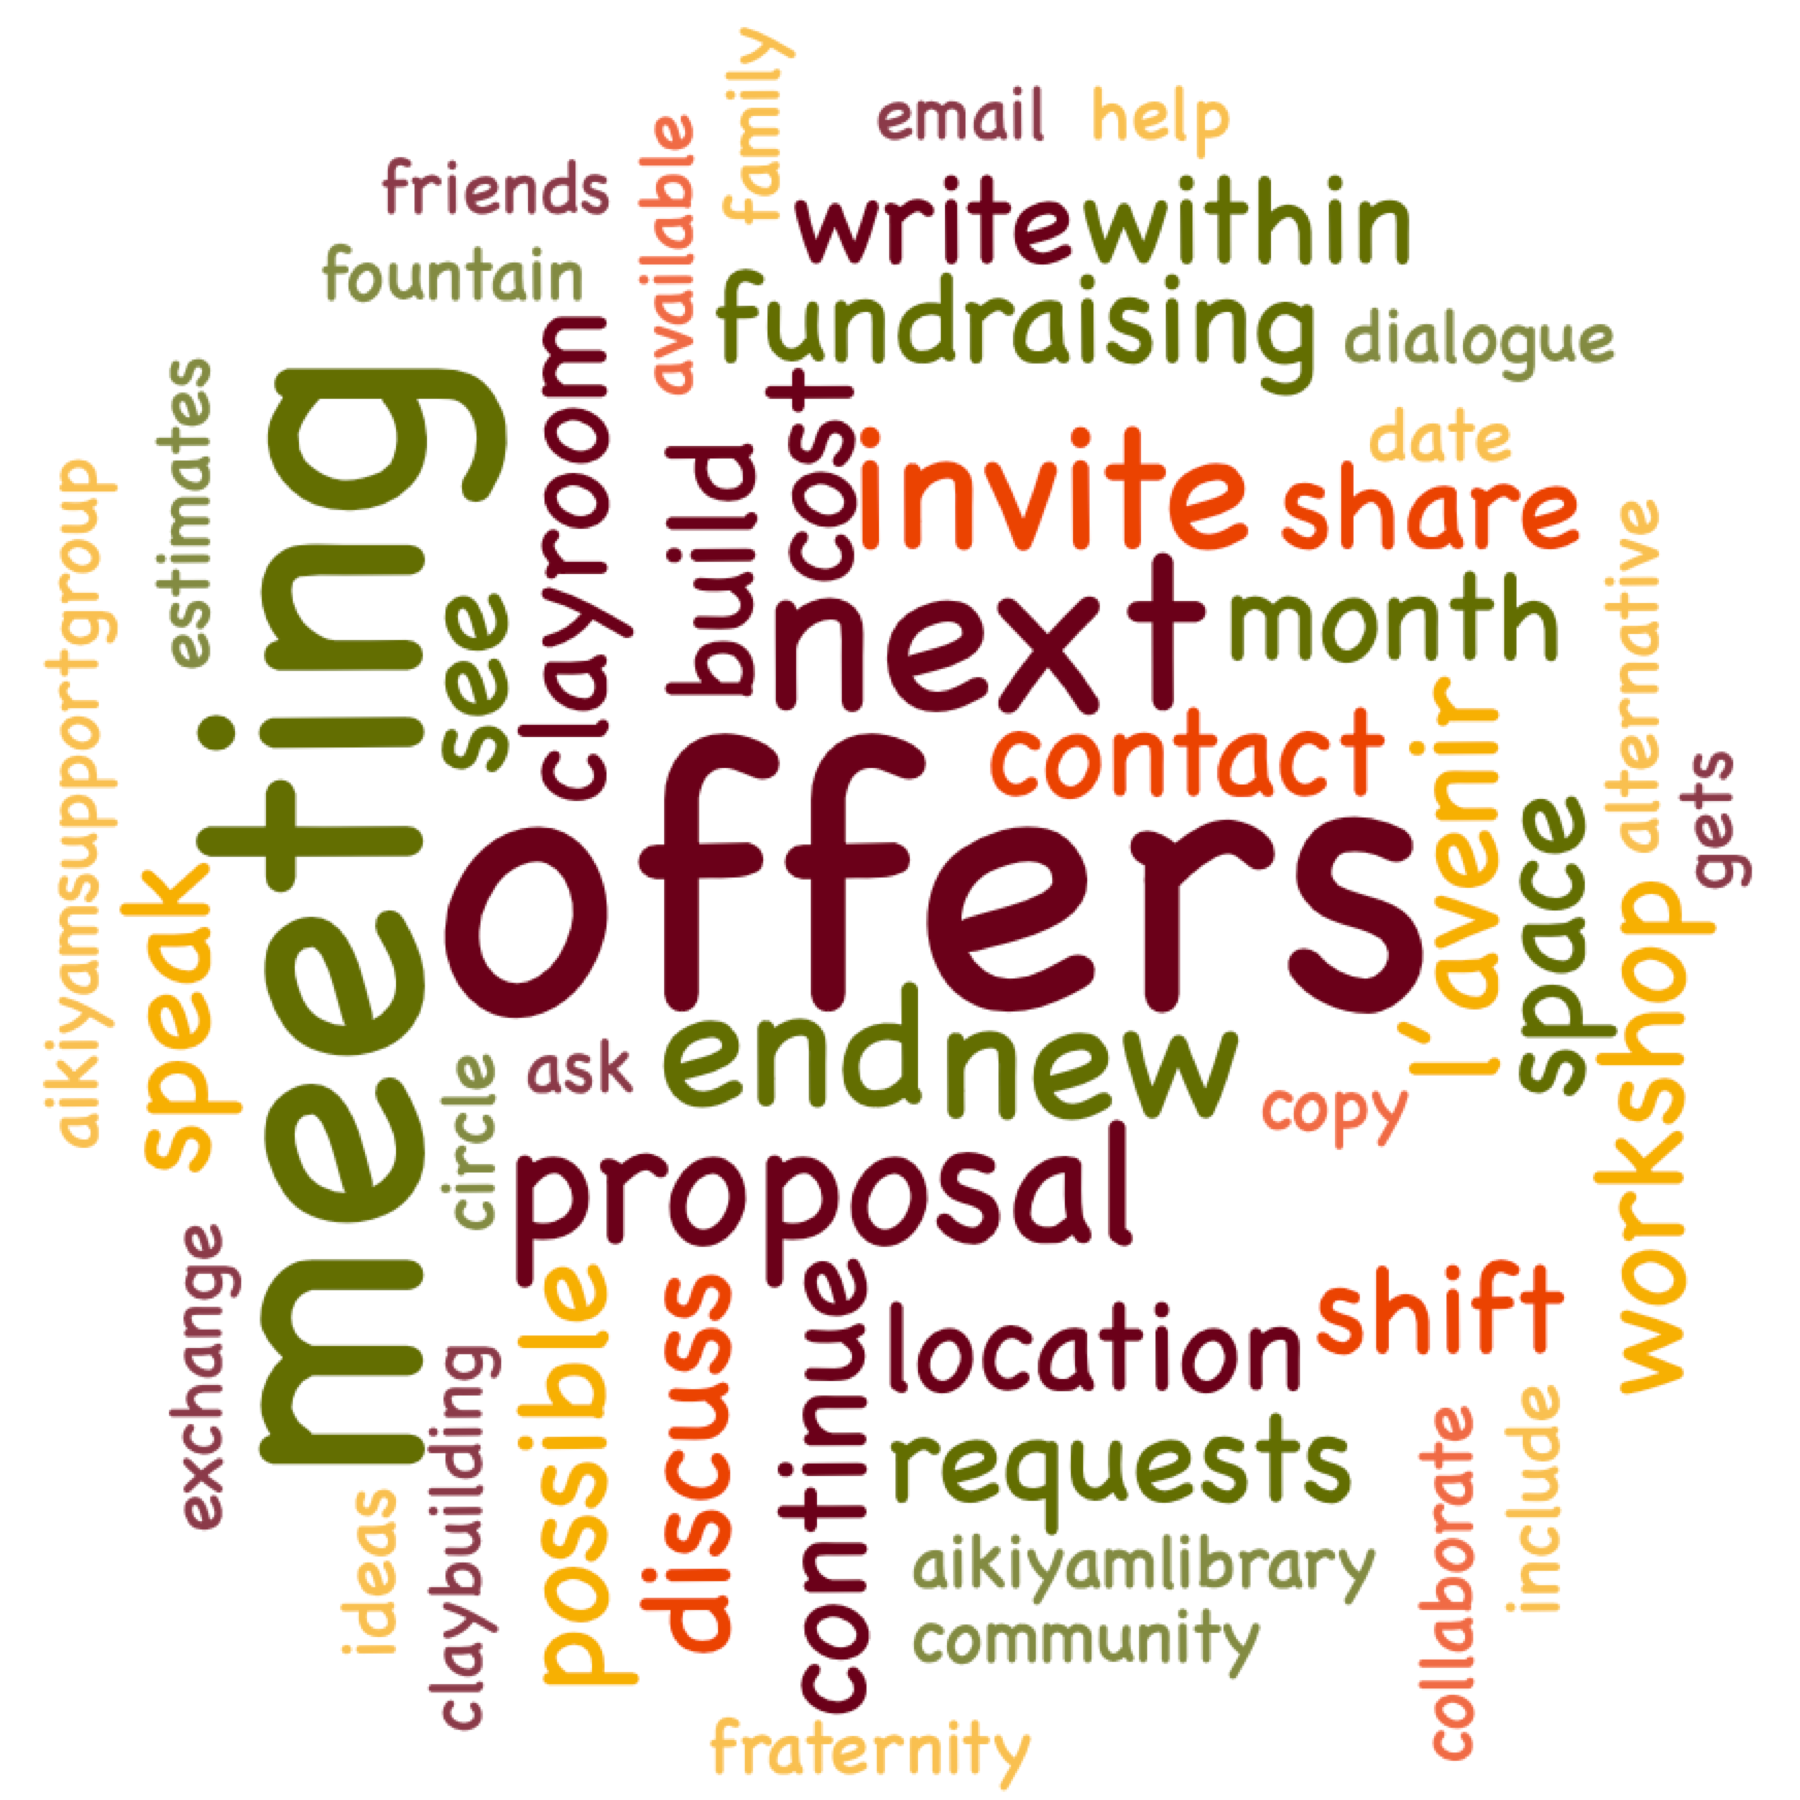 family
email help
available
friends
write within
fountain
fundraising
dialogue
clayroom
estimates
meeting
cost
date
build
invite share
aikiyamsupportgroup
alternative
see
next month
contact
l'avenir
gets
offers
space
speak
workshop
end new
ask
circle
copy
proposal
exchange
possible
discuss
continue
shift
location
claybuilding
include
collaborate
requests
ideas
aikiyamlibrary
community
fraternity